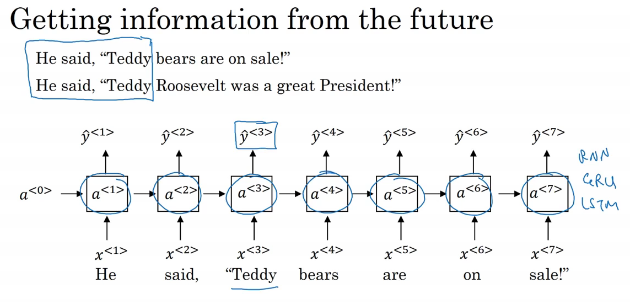 Getting information from the future
He said, “Teddy bears are on sale!”
He said, “Teddy Roosevelt was a great President!”
ŷ<1> ŷ<2> ŷ<3> ŷ<4> ŷ<5> ŷ<6> ŷ<7>
RNN
GRU
LSTM
a<0> a<1> a<2> a<3> a<4> a<5> a<6> a<7>
x<1> x<2> x<3> x<4> x<5> x<6> x<7>
He said, “Teddy bears are on sale!”